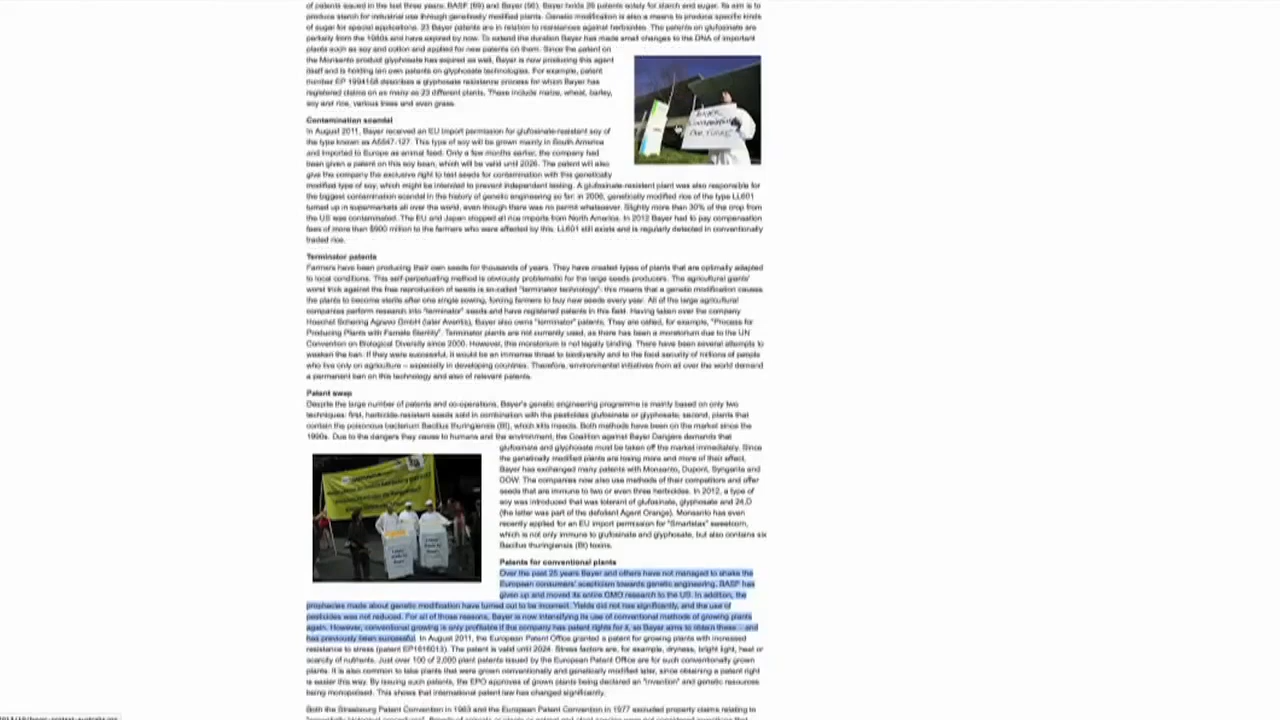 of patents issued in the last three years. BASF (69) and Bayer (56). Bayer holds 26 patents solely for starch and sugar. Its aim is to
produce starch for industrial use through genetically modified plants. Genetic modification is also a means to produce specific kinds
of sugar for special applications. 23 Bayer patents are in relation to resistances against herbicides. The patents on glufosinate are
partially from the 1980s and have expired by now. To extend the duration Bayer has made small changes to the DNA of important
plants such as soy and cotton and applied for new patents on them. Since the patent on
the Monsanto product glyphosate has expired as well, Bayer is now producing this agent
itself and is holding ten own patents on glyphosate technologies. For example, patent
number EP 1994158 describes a glyphosate resistance process for which Bayer has
registered claims on as many as 23 different plants. These include maize, wheat, barley,
soy and rice, various trees and even grass.
Contamination scandal
In August 2011, Bayer received an EU import permission for glufosinate-resistant soy of
the type known as A5547-127. This type of soy will be grown mainly in South America
and imported to Europe as animal feed. Only a few months earlier, the company had
been given a patent on this soy bean, which will be valid until 2026. The patent will also
give the company the exclusive right to test seeds for contamination with this genetically
modified type of soy, which might be intended to prevent independent testing. A glufosinate-resistant plant was also responsible for
the biggest contamination scandal in the history of genetic engineering so far: in 2006, genetically modified rice of the type LL601
turned up in supermarkets all over the world, even though there was no permit whatsoever. Slightly more than 30% of the crop from
the US was contaminated. The EU and Japan stopped all rice imports from North America. In 2012 Bayer had to pay compensation
fees of more than $900 million to the farmers who were affected by this. LL601 still exists and is regularly detected in conventionally
traded rice.
Terminator patents
Farmers have been producing their own seeds for thousands of years. They have created types of plants that are optimally adapted
to local conditions. This self-perpetuating method is obviously problematic for the large seeds producers. The agricultural giants'
worst trick against the free reproduction of seeds is so-called "terminator technology": this means that a genetic modification causes
the plants to become sterile after one single sowing, forcing farmers to buy new seeds every year. All of the large agricultural
companies perform research into "terminator" seeds and have registered patents in this field. Having taken over the company
Hoechst Schering Agrevo GmbH (later Aventis), Bayer also owns "terminator" patents. They are called, for example, "Process for
Producing Plants with Female Sterility". Terminator plants are not currently used, as there has been a moratorium due to the UN
Convention on Biological Diversity since 2000. However, this moratorium is not legally binding. There have been several attempts to
weaken the ban. If they were successful, it would be an immense threat to biodiversity and to the food security of millions of people
who live only on agriculture – especially in developing countries. Therefore, environmental initiatives from all over the world demand
a permanent ban on this technology and also of relevant patents.
Patent swap
Despite the large number of patents and co-operations, Bayer's genetic engineering programme is mainly based on only two
techniques: first, herbicide-resistant seeds sold in combination with the pesticides glufosinate or glyphosate; second, plants that
contain the poisonous bacterium Bacillus thuringiensis (Bt), which kills insects. Both methods have been on the market since the
1990s. Due to the dangers they cause to humans and the environment, the Coalition against Bayer Dangers demands that
glufosinate and glyphosate must be taken off the market immediately. Since
the genetically modified plants are losing more and more of their effect,
Bayer has exchanged many patents with Monsanto, Dupont, Syngenta and
DOW. The companies now also use methods of their competitors and offer
seeds that are immune to two or even three herbicides. In 2012, a type of
soy was introduced that was tolerant of glufosinate, glyphosate and 24,D
(the latter was part of the defoliant Agent Orange). Monsanto has even
recently applied for an EU import permission for "Smartstax" sweetcorn,
which is not only immune to glufosinate and glyphosate, but also contains six
Bacillus thuringiensis (Bt) toxins.
Patents for conventional plants
Over the past 25 years Bayer and others have not managed to shake the
European consumers' scepticism towards genetic engineering. BASF has
given up and moved its entire GMO research to the US. In addition, the
prophecies made about genetic modification have turned out to be incorrect. Yields did not rise significantly, and the use of
pesticides was not reduced. For all of those reasons, Bayer is now intensifying its use of conventional methods of growing plants
again. However, conventional growing is only profitable if the company has patent rights for it, so Bayer aims to obtain these – and
has previously been successful. In August 2011, the European Patent Office granted a patent for growing plants with increased
resistance to stress (patent EP1616013). The patent is valid until 2024. Stress factors are, for example, dryness, bright light, heat or
scarcity of nutrients. Just over 100 of 2,000 plant patents issued by the European Patent Office are for such conventionally grown
plants. It is also common to take plants that were grown conventionally and genetically modified later, since obtaining a patent right
is easier this way. By issuing such patents, the EPO approves of grown plants being declared an "invention" and genetic resources
being monopolised. This shows that international patent law has changed significantly.
Both the Strasbourg Patent Convention in 1963 and the European Patent Convention in 1977 excluded property claims relating to